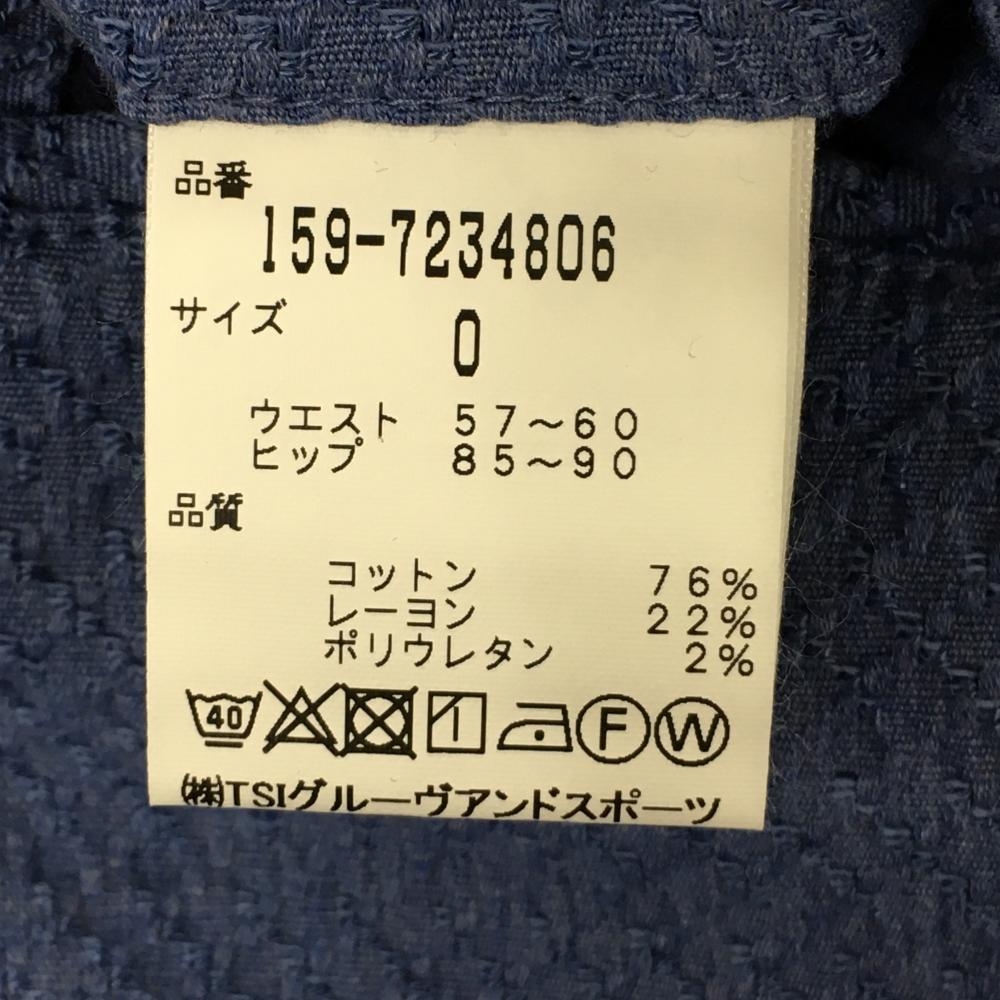 品番
159-7234806
サイズ
0
ウエスト 57～60
ヒップ 85～90
品質
コットン 76%
レーヨン 22%
ポリウレタン 2%
40 F W
㈱TSIグルーヴアンドスポーツ